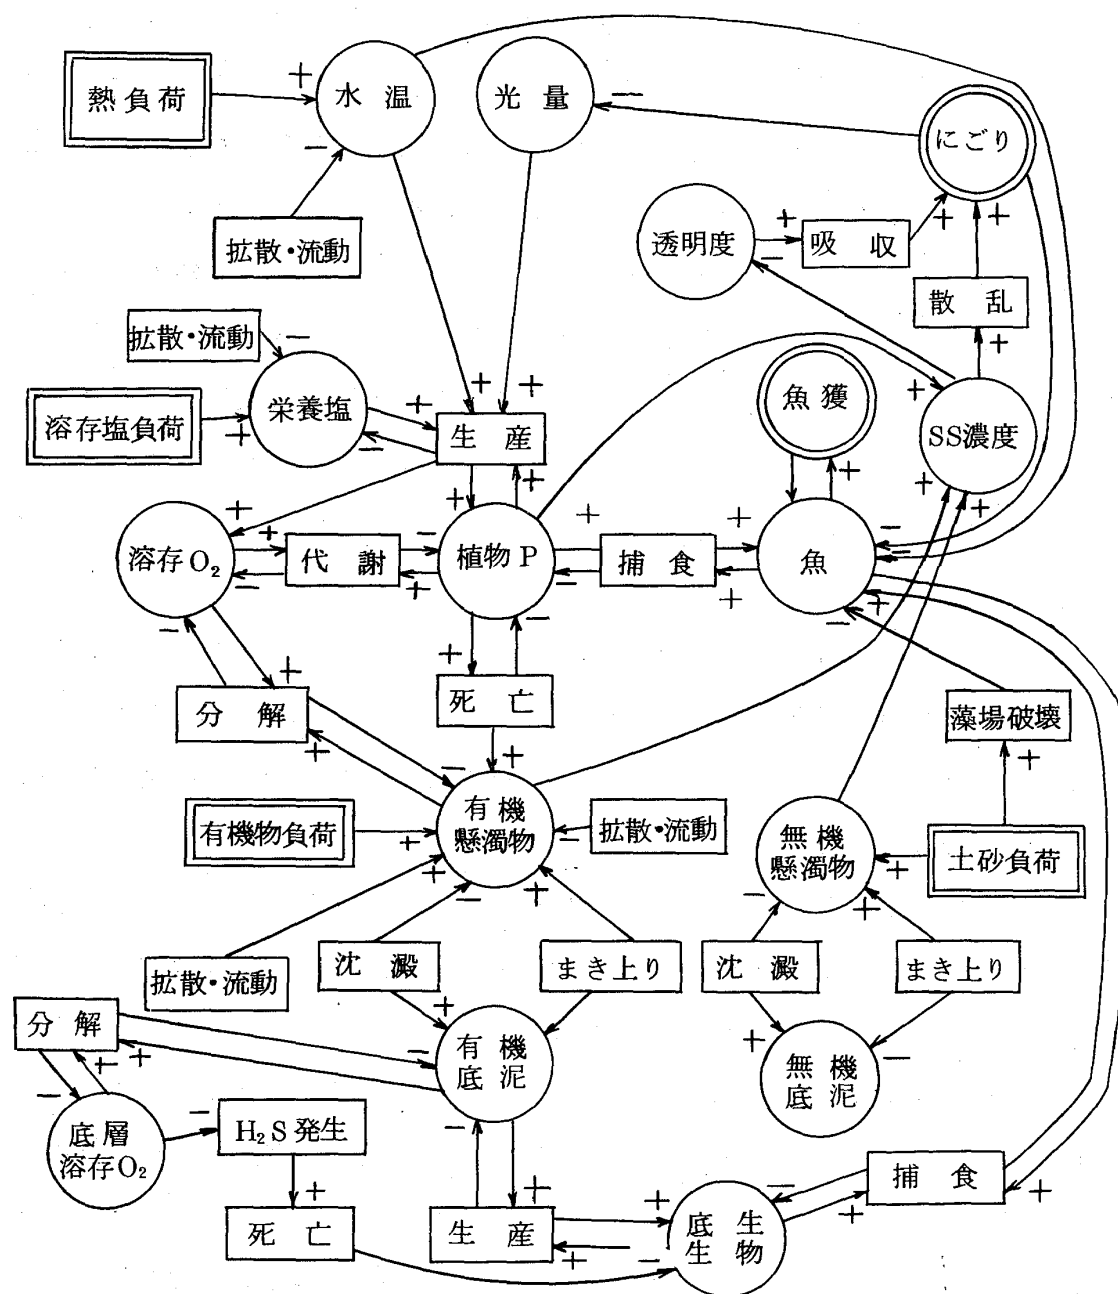 熱負荷
水温
光量
にごり
拡散・流動
透明度
吸収
散乱
拡散・流動
溶存塩負荷
栄養塩
生産
魚獲
SS濃度
溶存O₂
代謝
植物P
捕食
魚
分解
死亡
藻場破壊
有機物負荷
有機
懸濁物
拡散・流動
無機
懸濁物
土砂負荷
拡散・流動
沈澱
まき上り
沈澱
まき上り
分解
有機
底泥
無機
底泥
底層
溶存O₂
H₂S発生
死亡
生産
底生
生物
捕食